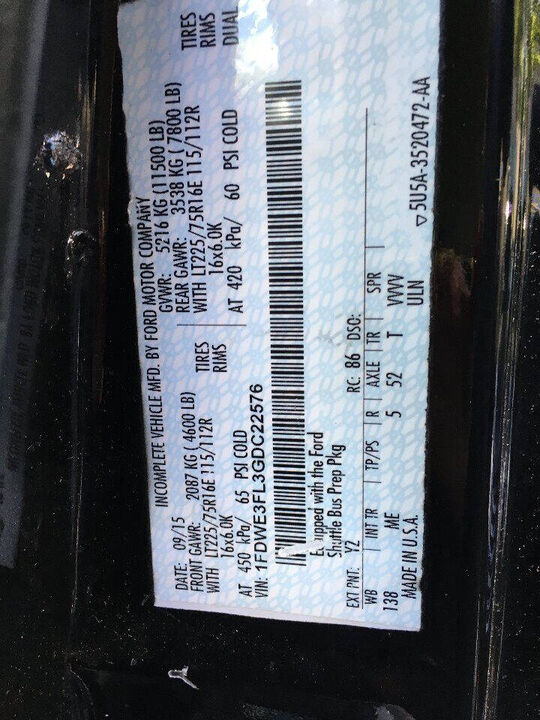 INCOMPLETE VEHICLE MFD. BY FORD MOTOR COMPANY
DATE: 09/15 GVWR: 5216 KG (11500 LB)
FRONT GAWR: 2087 KG ( 4600 LB) REAR GAWR: 3538 KG ( 7800 LB)
WITH LT225/75R16E 115/112R TIRES WITH LT225/75R16E 115/112R TIRES
16x6.0K RIMS 16x6.0K RIMS
AT 450 kPa/ 65 PSI COLD AT 420 kPa/ 60 PSI COLD DUAL
VIN: 1FDWE3FL3GDC22576
Equipped with the Ford
Shuttle Bus Prep Pkg
EXT PNT: YZ RC: 86 DSO:
WB INT TR TP/PS R AXLE TR SPR
138 ME 5 52 T VVVV
MADE IN U.S.A. ULN
▽5U5A-3520472-AA